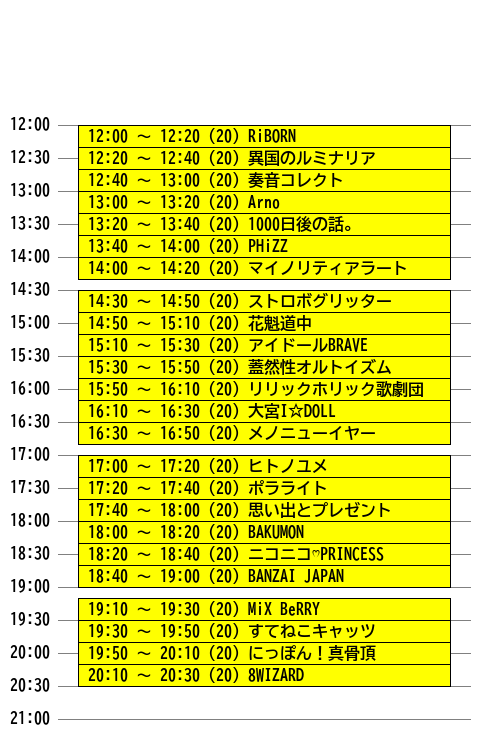 12:00
12:00 ～ 12:20 (20) RiBORN
12:30
12:20 ～ 12:40 (20) 異国のルミナリア
12:40 ～ 13:00 (20) 奏音コレクト
13:00
13:00 ～ 13:20 (20) Arno
13:30
13:20 ～ 13:40 (20) 1000日後の話。
13:40 ～ 14:00 (20) PHiZZ
14:00
14:00 ～ 14:20 (20) マイノリティアラート
14:30
14:30 ～ 14:50 (20) ストロボグリッター
15:00
14:50 ～ 15:10 (20) 花魁道中
15:10 ～ 15:30 (20) アイドールBRAVE
15:30
15:30 ～ 15:50 (20) 蓋然性オルトイズム
16:00
15:50 ～ 16:10 (20) リリックホリック歌劇団
16:10 ～ 16:30 (20) 大宮I☆DOLL
16:30
16:30 ～ 16:50 (20) メノニューイヤー
17:00
17:00 ～ 17:20 (20) ヒトノユメ
17:30
17:20 ～ 17:40 (20) ポラライト
17:40 ～ 18:00 (20) 思い出とプレゼント
18:00
18:00 ～ 18:20 (20) BAKUMON
18:30
18:20 ～ 18:40 (20) ニコニコ♡PRINCESS
18:40 ～ 19:00 (20) BANZAI JAPAN
19:00
19:10 ～ 19:30 (20) MiX BeRRY
19:30
19:30 ～ 19:50 (20) すてねこキャッツ
20:00
19:50 ～ 20:10 (20) にっぽん！真骨頂
20:10 ～ 20:30 (20) 8WIZARD
20:30
21:00